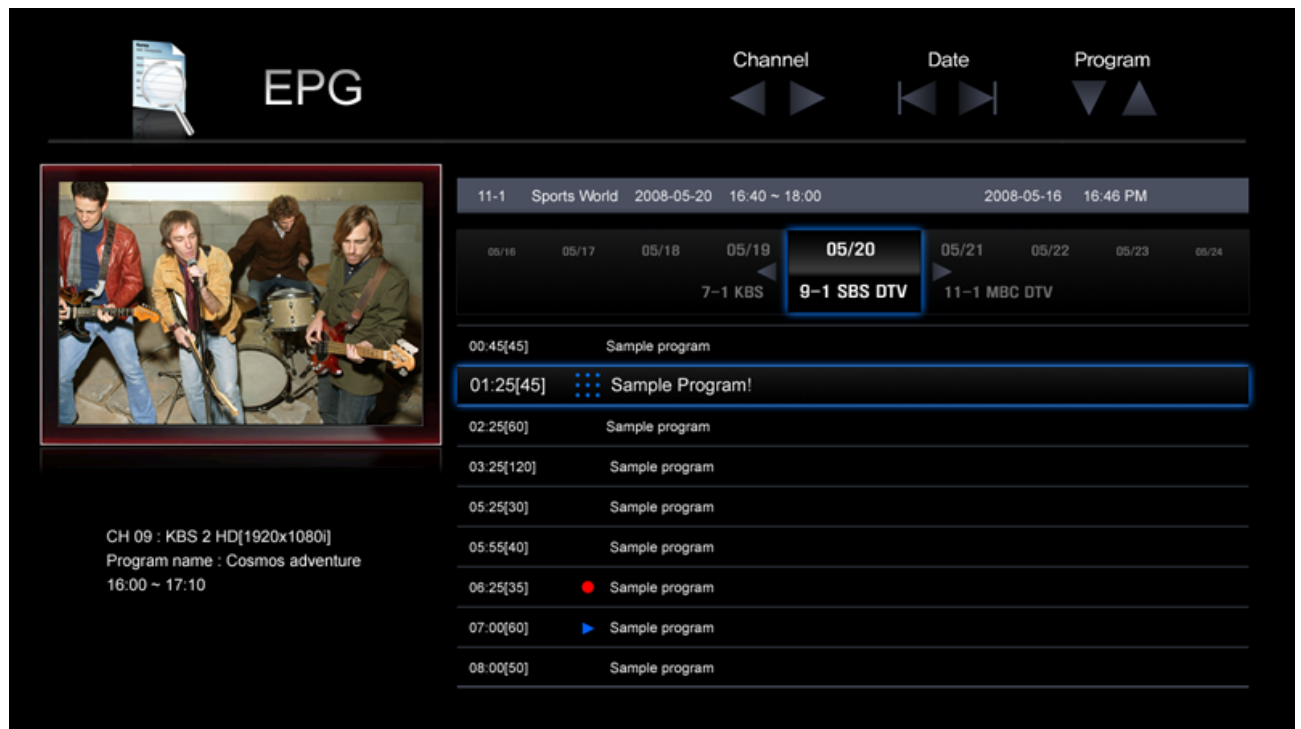 EPG
Channel Date Program
11-1 Sports World 2008-05-20 16:40 ~ 18:00 2008-05-16 16:46 PM
05/16 05/17 05/18 05/19 05/20 05/21 05/22 05/23 05/24
7-1 KBS 9-1 SBS DTV 11-1 MBC DTV
00:45[45] Sample program
01:25[45] Sample Program!
02:25[60] Sample program
03:25[120] Sample program
05:25[30] Sample program
05:55[40] Sample program
06:25[35] Sample program
07:00[60] Sample program
08:00[50] Sample program
CH 09 : KBS 2 HD[1920x1080i]
Program name : Cosmos adventure
16:00 ~ 17:10